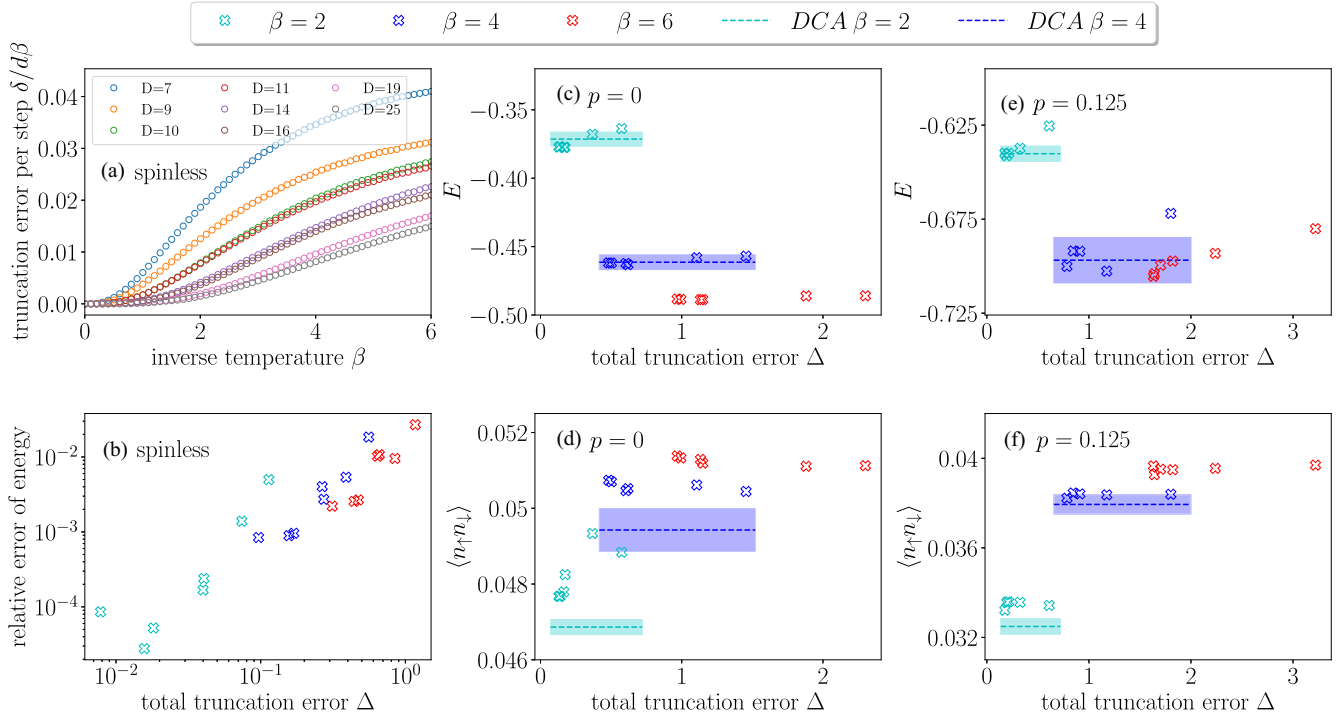 β = 2 β = 4 β = 6 DCA β = 2 DCA β = 4
truncation error per step δ/dβ
0.04
0.03
0.02
0.01
0.00
D=7 D=11 D=19
D=9 D=14 D=25
D=10 D=16
(a) spinless
0 2 4 6
inverse temperature β
E
−0.35
−0.40
−0.45
−0.50
(c) p = 0
0 1 2
total truncation error Δ
E
-0.625
-0.675
-0.725
(e) p = 0.125
0 1 2 3
total truncation error Δ
relative error of energy
10⁻²
10⁻³
10⁻⁴
(b) spinless
10⁻² 10⁻¹ 10⁰
total truncation error Δ
⟨n↑n↓⟩
0.052
0.050
0.048
0.046
(d) p = 0
0 1 2
total truncation error Δ
⟨n↑n↓⟩
0.04
0.036
0.032
(f) p = 0.125
0 1 2 3
total truncation error Δ